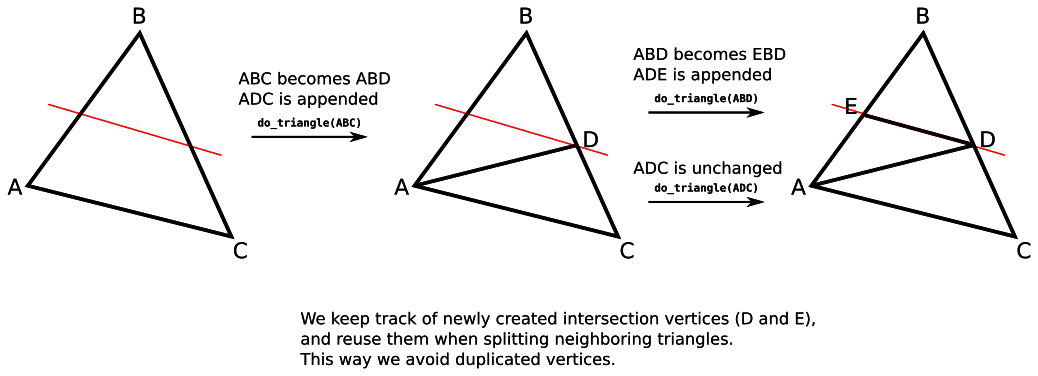 B
A
C
ABC becomes ABD
ADC is appended
do_triangle(ABC)
B
D
A
C
ABD becomes EBD
ADE is appended
do_triangle(ABD)
ADC is unchanged
do_triangle(ADC)
B
E
D
A
C
We keep track of newly created intersection vertices (D and E),
and reuse them when splitting neighboring triangles.
This way we avoid duplicated vertices.